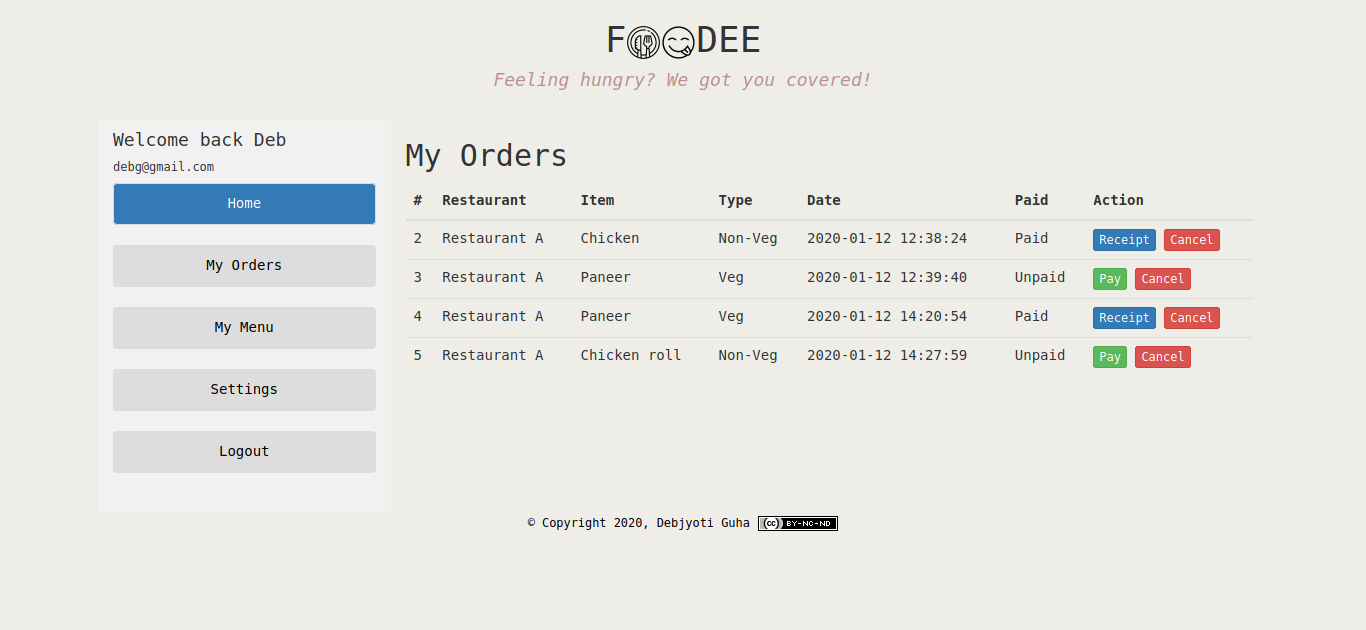 FOODEE
Feeling hungry? We got you covered!
Welcome back Deb
debg@gmail.com
Home
My Orders
My Menu
Settings
Logout
My Orders
# Restaurant Item Type Date Paid Action
2 Restaurant A Chicken Non-Veg 2020-01-12 12:38:24 Paid Receipt Cancel
3 Restaurant A Paneer Veg 2020-01-12 12:39:40 Unpaid Pay Cancel
4 Restaurant A Paneer Veg 2020-01-12 14:20:54 Paid Receipt Cancel
5 Restaurant A Chicken roll Non-Veg 2020-01-12 14:27:59 Unpaid Pay Cancel
© Copyright 2020, Debjyoti Guha cc BY-NC-ND